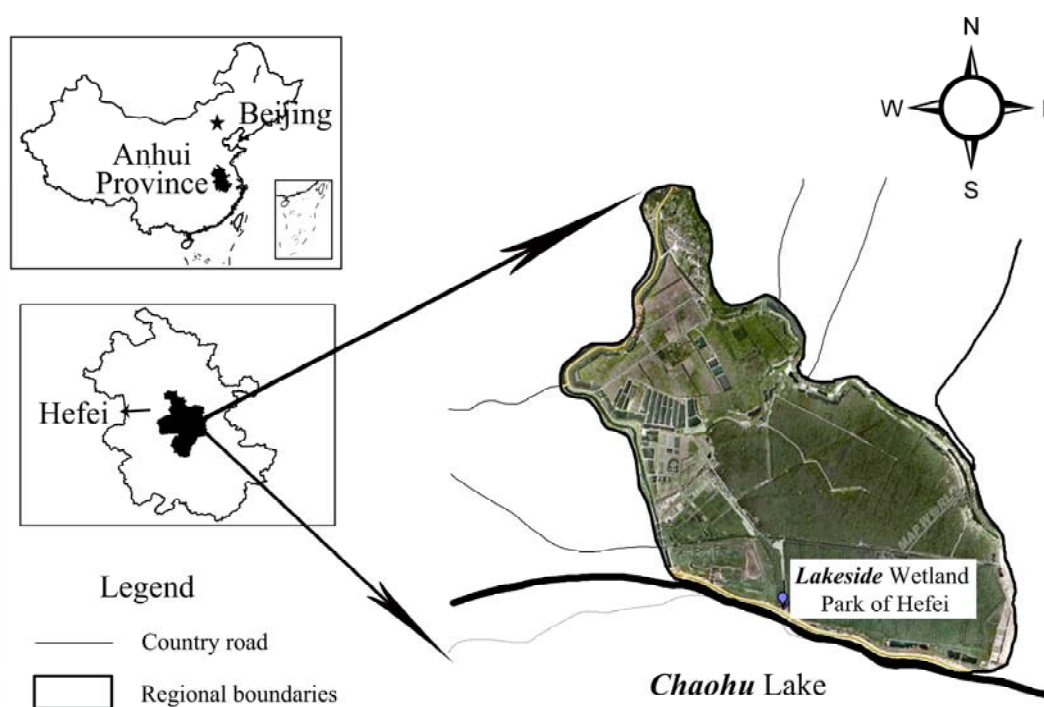 Beijing
Anhui
Province
Hefei
Legend
Country road
Regional boundaries
N
W
S
Lakeside Wetland
Park of Hefei
Chaohu Lake